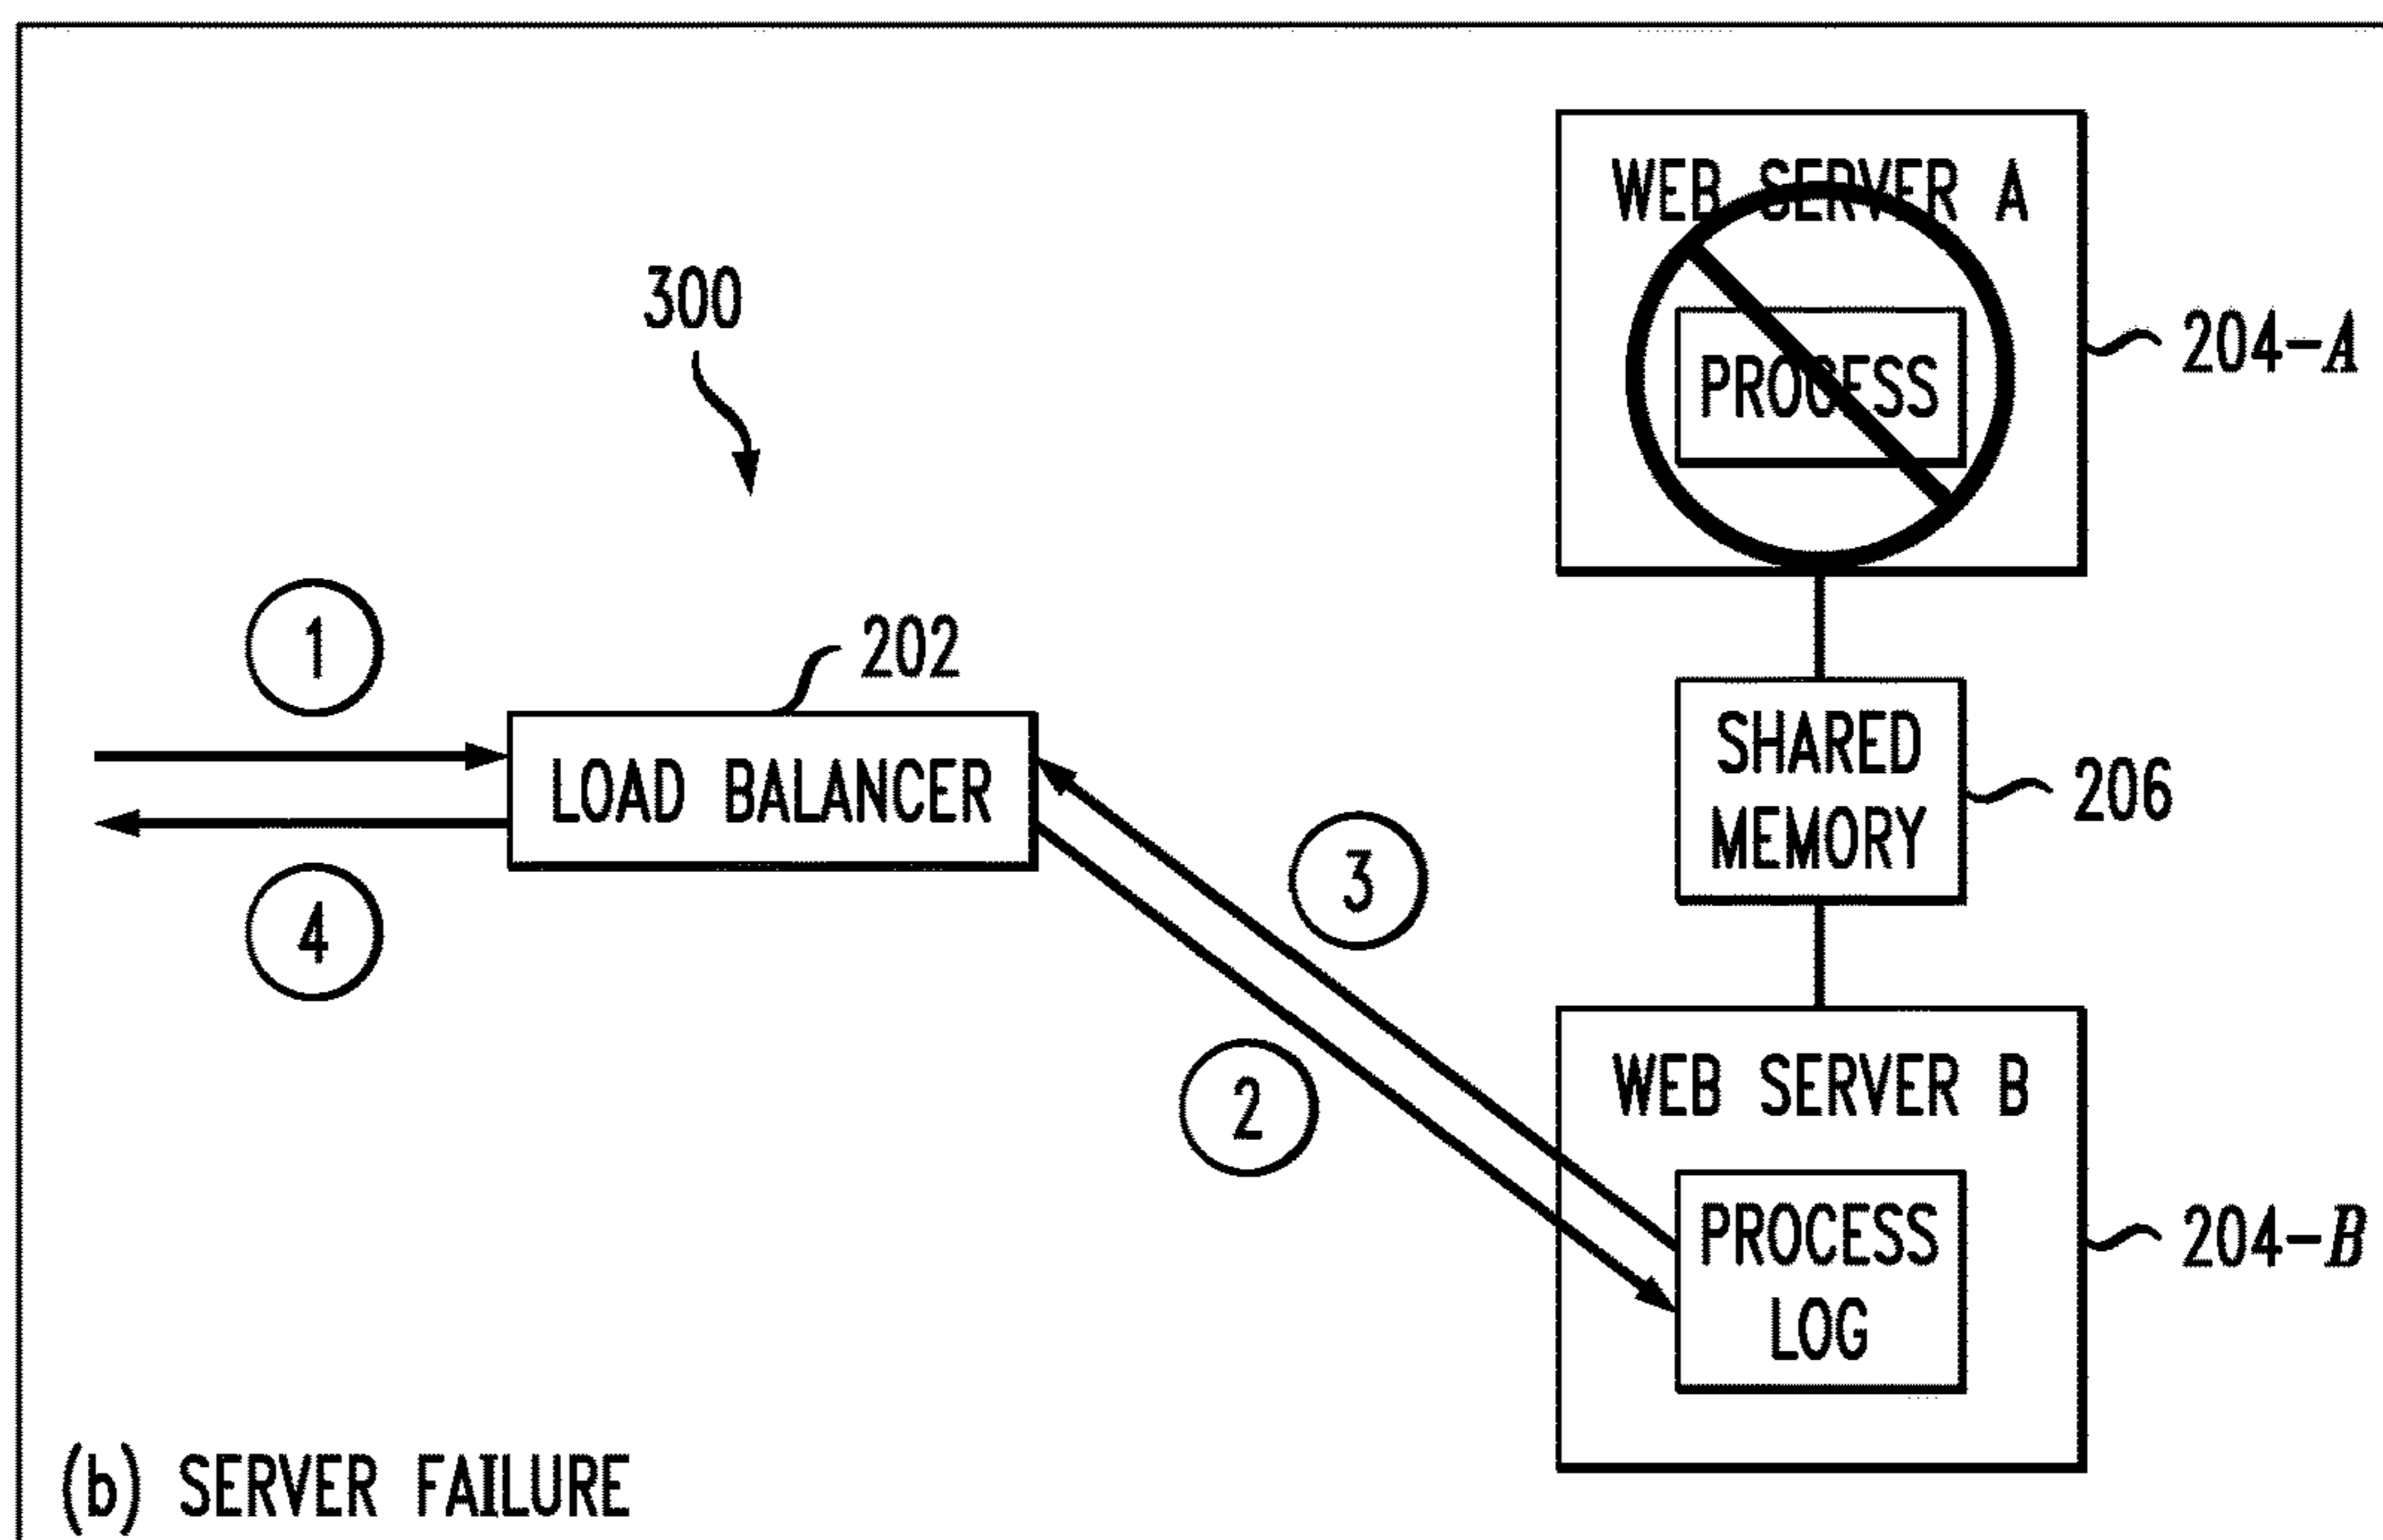 WEB SERVER A
PROCESS
204-A
300
1
202
LOAD BALANCER
SHARED
MEMORY
206
3
4
2
WEB SERVER B
PROCESS
LOG
204-B
(b) SERVER FAILURE